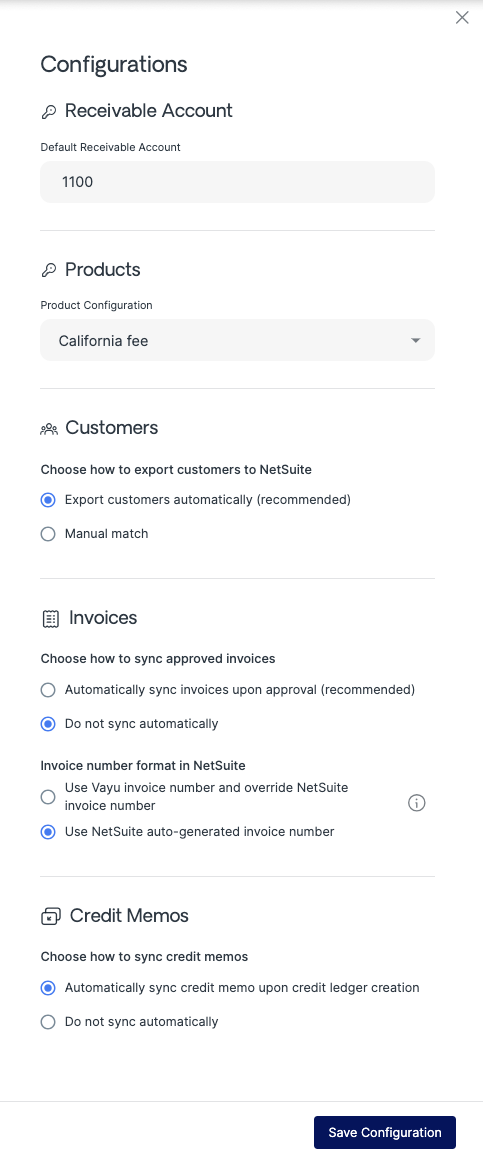 Configurations
Receivable Account
Default Receivable Account
1100
Products
Product Configuration
California fee
Customers
Choose how to export customers to NetSuite
Export customers automatically (recommended)
Manual match
Invoices
Choose how to sync approved invoices
Automatically sync invoices upon approval (recommended)
Do not sync automatically
Invoice number format in NetSuite
Use Vayu invoice number and override NetSuite
invoice number
Use NetSuite auto-generated invoice number
Credit Memos
Choose how to sync credit memos
Automatically sync credit memo upon credit ledger creation
Do not sync automatically
Save Configuration